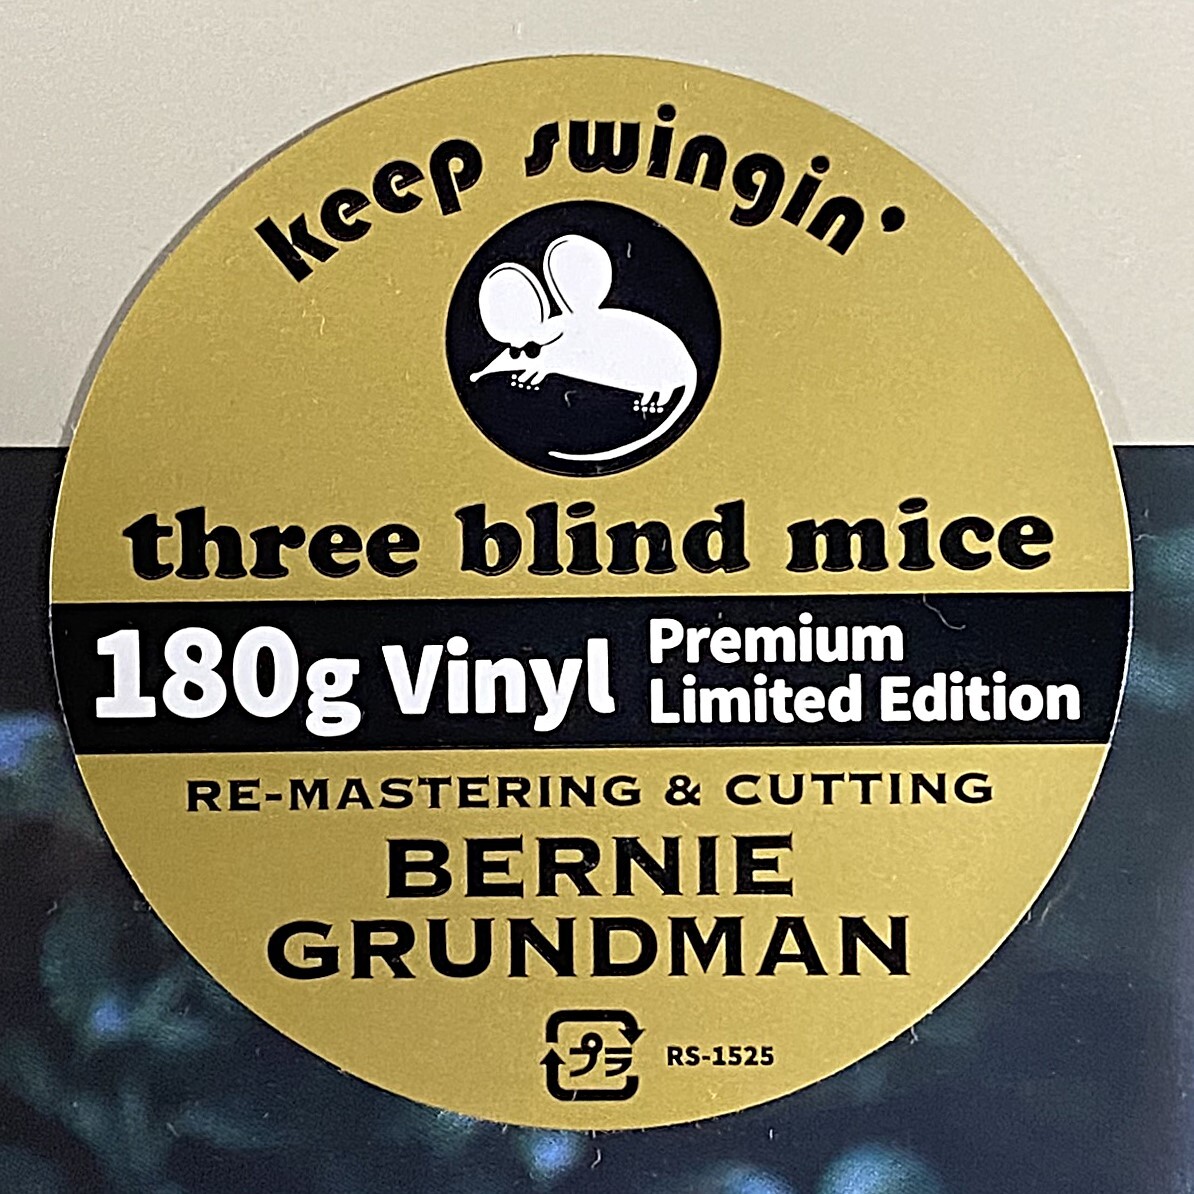 keep swingin'
three blind mice
180g Vinyl
Premium
Limited Edition
RE-MASTERING & CUTTING
BERNIE
GRUNDMAN
プラ
RS-1525